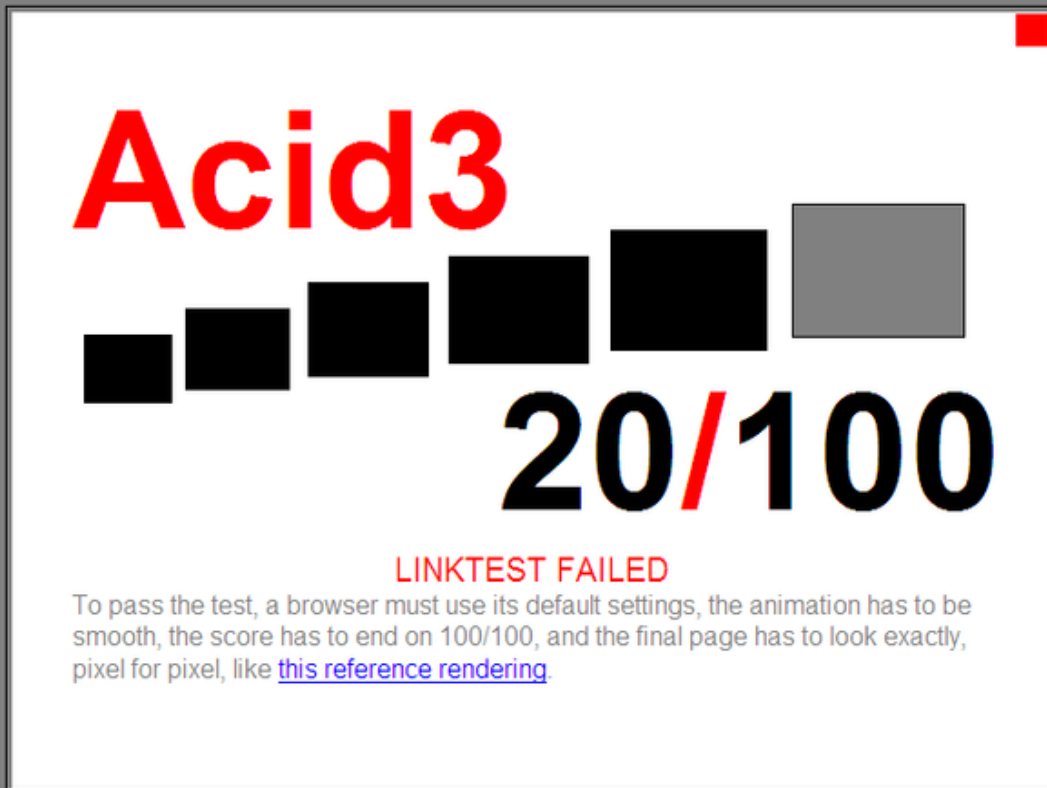 Acid3
20/100
LINKTEST FAILED
To pass the test, a browser must use its default settings, the animation has to be
smooth, the score has to end on 100/100, and the final page has to look exactly,
pixel for pixel, like this reference rendering.